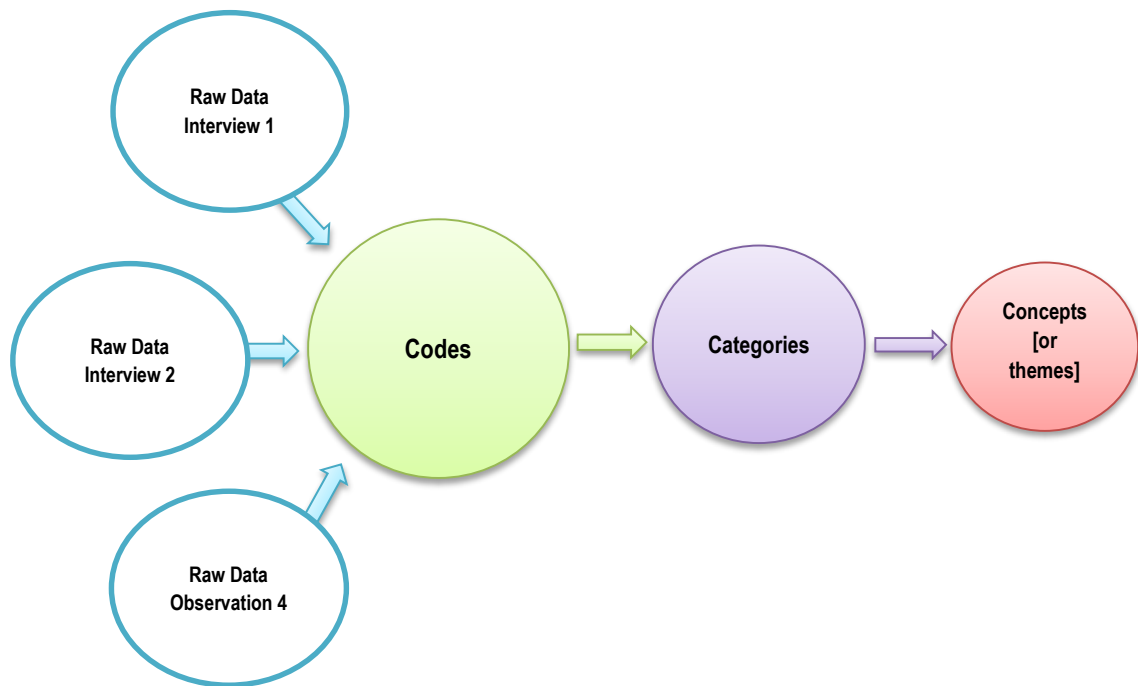 Raw Data
Interview 1
Raw Data
Interview 2
Raw Data
Observation 4
Codes
Categories
Concepts
[or
themes]